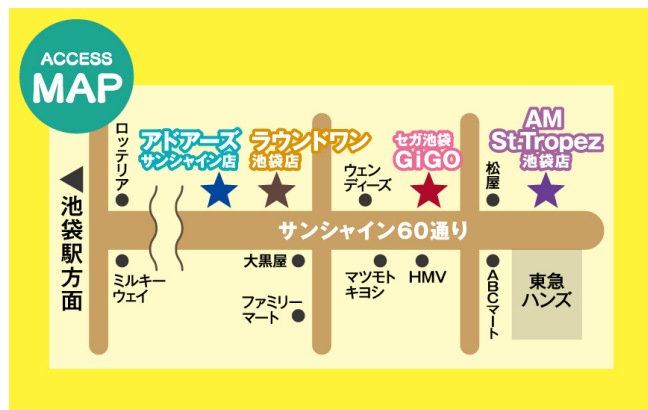 ACCESS
MAP
ロッテリア
アドアーズ
サンシャイン店
ラウンドワン
池袋店
ウェン
ディーズ
セガ池袋
GiGO
松屋
AM
St.Tropez
池袋店
池袋駅方面
サンシャイン60通り
ミルキー
ウェイ
大黒屋
ファミリー
マート
マツモト
キヨシ
HMV
ABCマート
東急
ハンズ